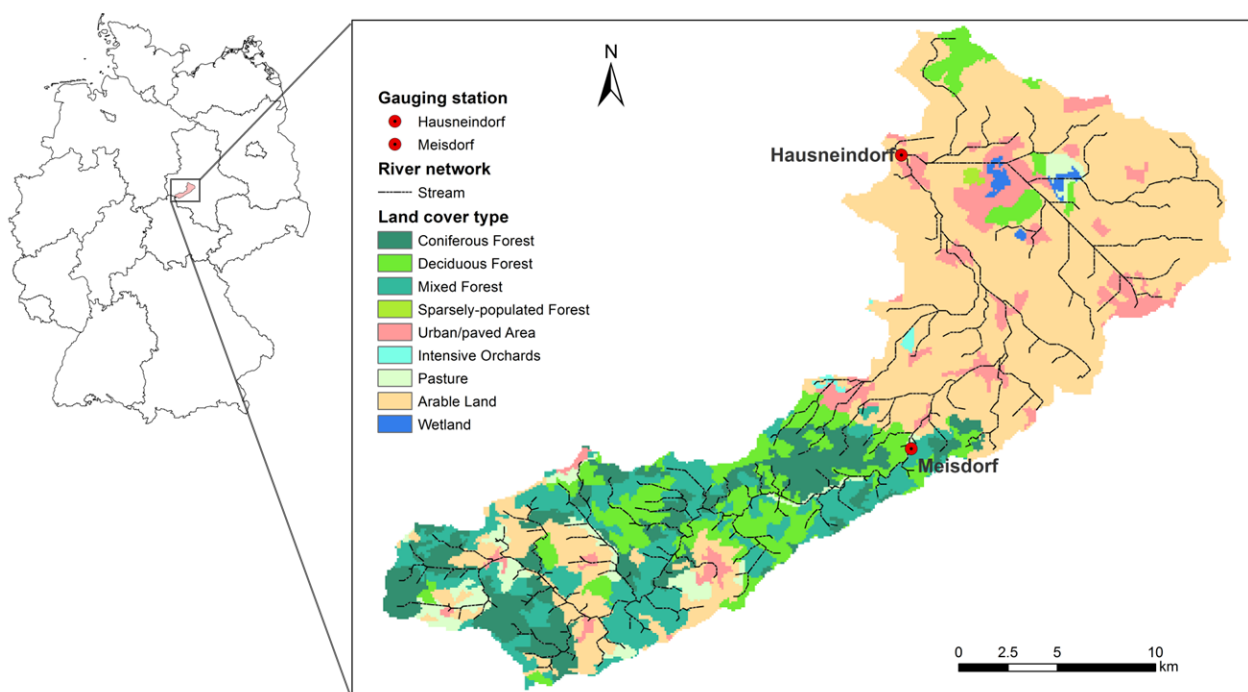 N
Gauging station
Hausneindorf
Meisdorf
River network
Stream
Land cover type
Coniferous Forest
Deciduous Forest
Mixed Forest
Sparsely-populated Forest
Urban/paved Area
Intensive Orchards
Pasture
Arable Land
Wetland
Hausneindorf
Meisdorf
0 2.5 5 10
km